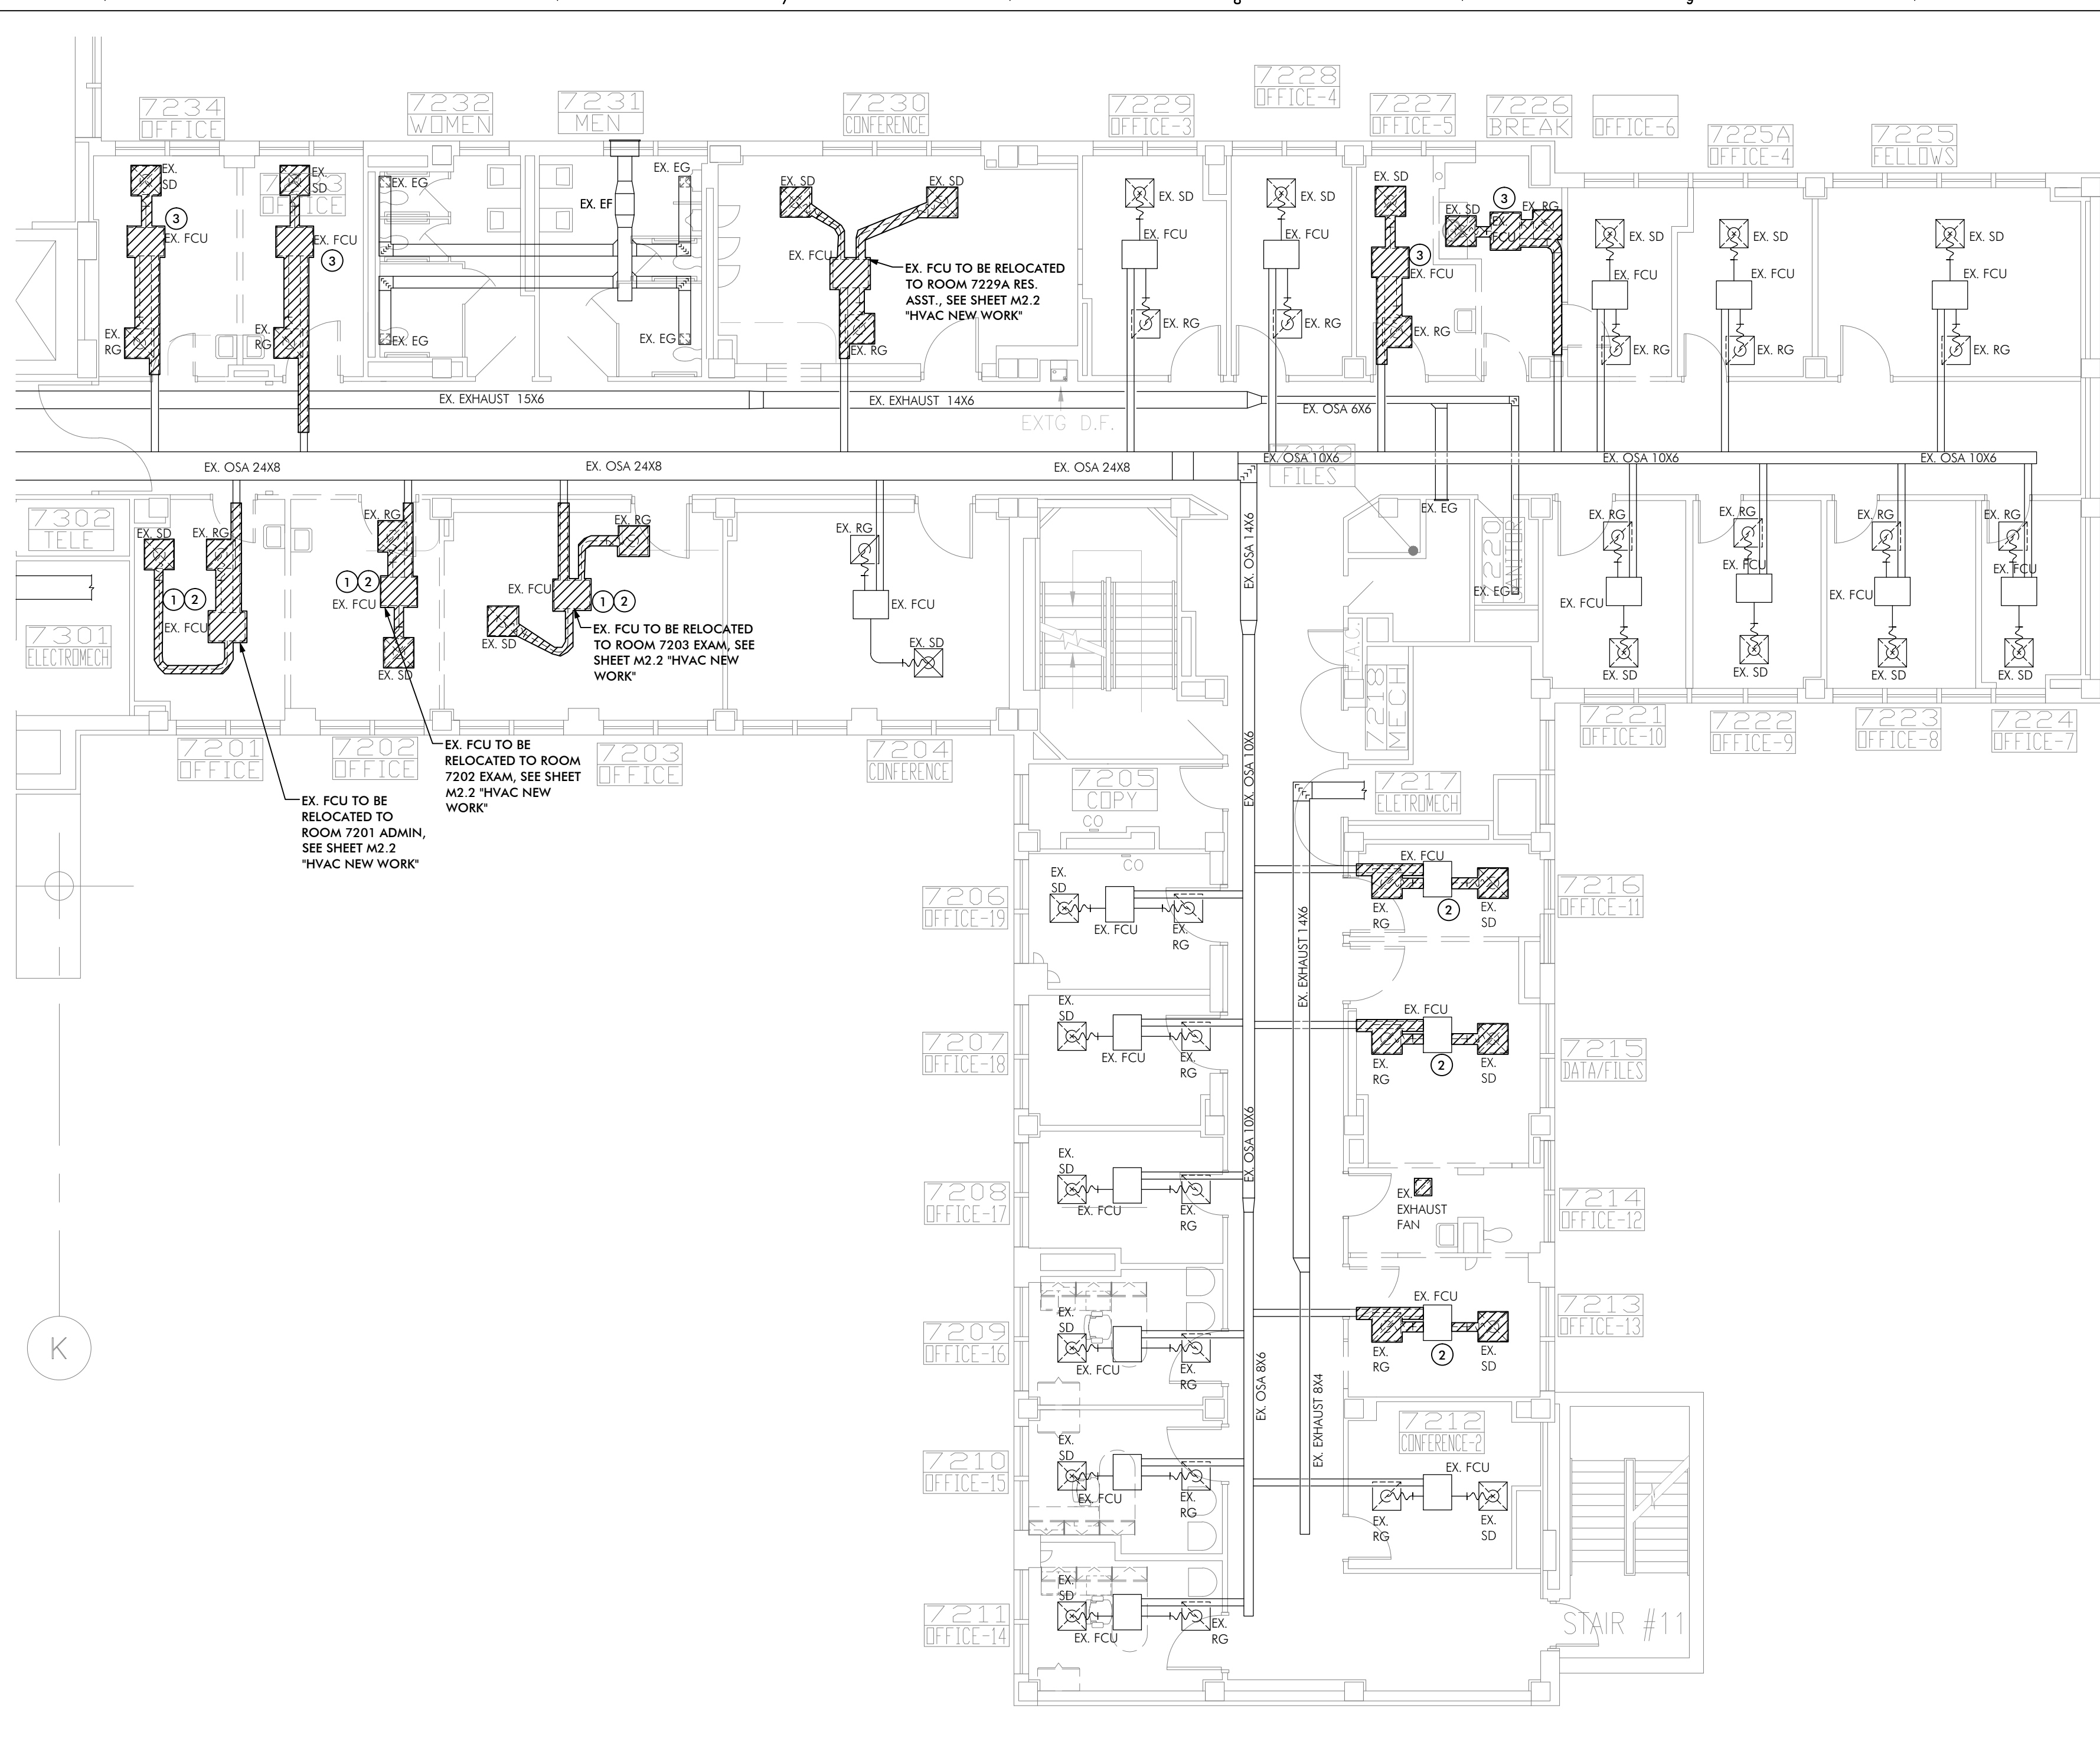 7234
OFFICE
7232
WOMEN
7231
MEN
7230
CONFERENCE
7229
OFFICE-3
7228
OFFICE-4
7227
OFFICE-5
7226
BREAK
OFFICE-6
7225A
OFFICE-4
7225
FELLOWS
EX.
SD
3
EX. FCU
EX.
RG
OFFICE
EX.
SD
EX. FCU
3
EX.
RG
EX. EG
EX. EG
EX. EF
EX. EG
EX. EG
EX. SD
EX. SD
EX. FCU
EX. RG
EX. FCU TO BE RELOCATED
TO ROOM 7229A RES.
ASST., SEE SHEET M2.2
"HVAC NEW WORK"
EX. SD
EX. FCU
EX. RG
EX. SD
EX. FCU
EX. RG
EX. SD
3
EX. FCU
EX. RG
3
EX. SD
EX.
FCU
EX. RG
EX. SD
EX. FCU
EX. RG
EX. SD
EX. FCU
EX. RG
EX. SD
EX. FCU
EX. RG
EX. EXHAUST 15X6
EX. EXHAUST 14X6
EXTG D.F.
EX. OSA 6X6
EX. OSA 24X8
EX. OSA 24X8
EX. OSA 24X8
EX. OSA 10X6
EX. OSA 10X6
EX. OSA 10X6
7219
FILES
7302
TELE
7301
ELECTROMECH
EX. SD
EX. RG
1 2
EX. FCU
EX. RG
1 2
EX. FCU
EX. SD
EX. RG
EX. FCU
1 2
EX. SD
EX. FCU TO BE RELOCATED
TO ROOM 7203 EXAM, SEE
SHEET M2.2 "HVAC NEW
WORK"
EX. RG
EX. FCU
EX. SD
EX. OSA 14X6
EX. EG
7220
JANITOR
EX. EG
EX. RG
EX. FCU
EX. SD
EX. RG
EX. FCU
EX. SD
EX. RG
EX. FCU
EX. SD
EX. RG
EX. FCU
EX. SD
7201
OFFICE
7202
OFFICE
7203
OFFICE
7204
CONFERENCE
EX. FCU TO BE
RELOCATED TO ROOM
7202 EXAM, SEE SHEET
M2.2 "HVAC NEW
WORK"
EX. FCU TO BE
RELOCATED TO
ROOM 7201 ADMIN,
SEE SHEET M2.2
"HVAC NEW WORK"
7221
OFFICE-10
7222
OFFICE-9
7223
OFFICE-8
7224
OFFICE-7
7218
MECH
7205
COPY
CO
CO
EX. OSA 10X6
7217
ELETROMECH
7206
OFFICE-19
EX.
SD
EX. FCU
EX.
RG
EX. EXHAUST 14X6
EX. FCU
EX.
RG
2
EX.
SD
7216
OFFICE-11
7207
OFFICE-18
EX.
SD
EX. FCU
EX.
RG
EX. FCU
EX.
RG
2
EX.
SD
7215
DATA/FILES
EX. OSA 10X6
7208
OFFICE-17
EX.
SD
EX. FCU
EX.
RG
EX.
EXHAUST
FAN
7214
OFFICE-12
7209
OFFICE-16
EX.
SD
EX. FCU
EX.
RG
EX. OSA 8X6
EX. EXHAUST 8X4
EX. FCU
EX.
RG
2
EX.
SD
7213
OFFICE-13
K
7210
OFFICE-15
EX.
SD
EX. FCU
EX.
RG
7212
CONFERENCE-2
EX. FCU
EX.
RG
EX.
SD
7211
OFFICE-14
EX.
SD
EX. FCU
EX.
RG
STAIR #11